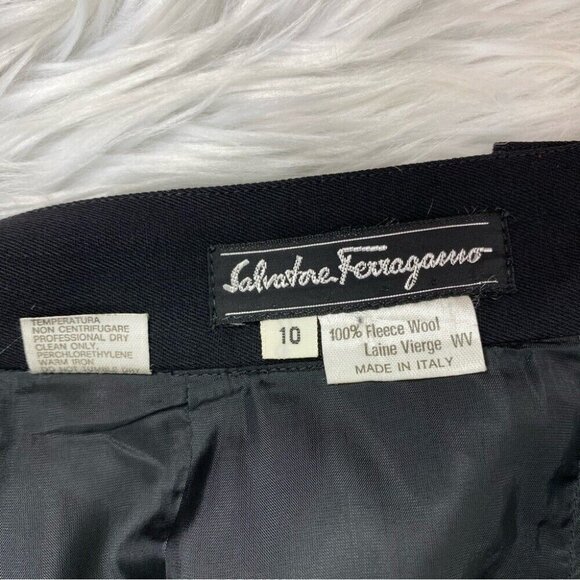 Salvatore Ferragamo
10
100% Fleece Wool
Laine Vierge WV
MADE IN ITALY
TEMPERATURA
NON CENTRIFUGARE
PROFESSIONAL DRY
CLEAN ONLY,
PERCHLORETHYLENE
WARM IRON